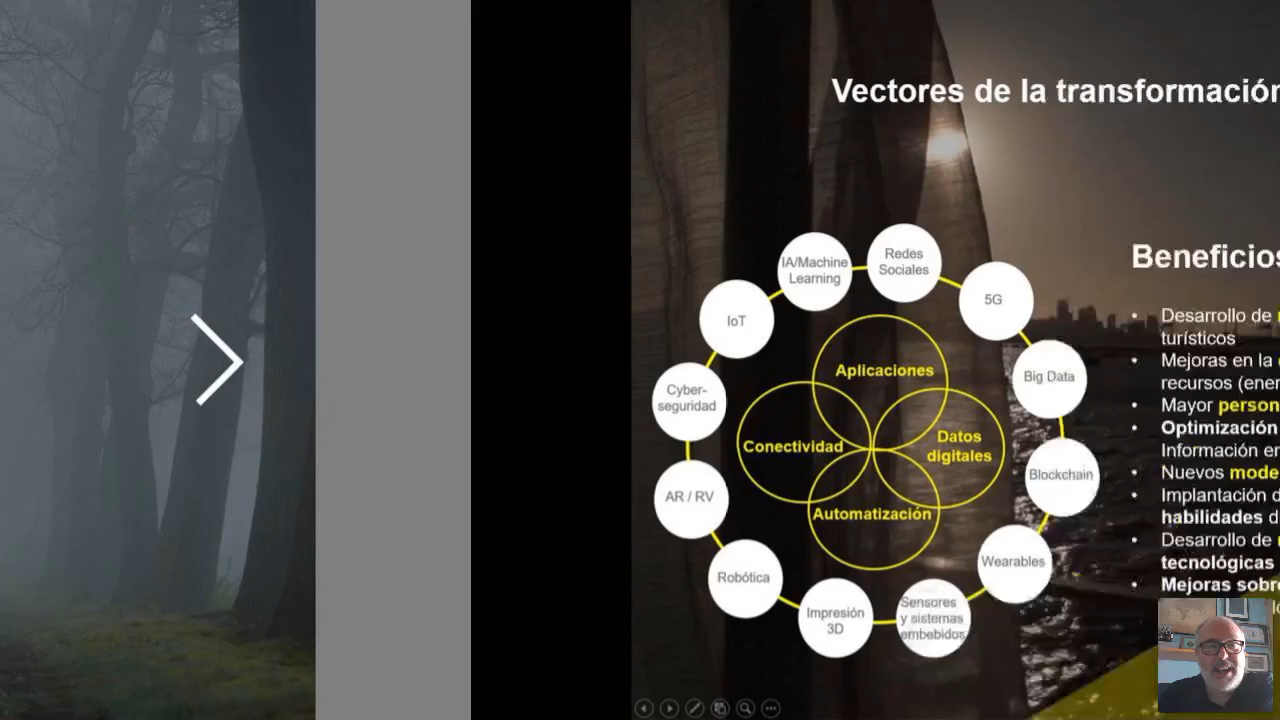 Vectores de la transformación
IA/Machine
Learning
Redes
Sociales
5G
IoT
Big Data
Cyber-
seguridad
Aplicaciones
Conectividad
Datos
digitales
Automatización
Blockchain
AR / RV
Wearables
Robótica
Impresión
3D
Sensores
y sistemas
embebidos
Beneficios
• Desarrollo de
turísticos
• Mejoras en la
recursos (ener
• Mayor person
• Optimización
Información en
• Nuevos mode
• Implantación d
habilidades d
• Desarrollo de
tecnológicas
• Mejoras sobre